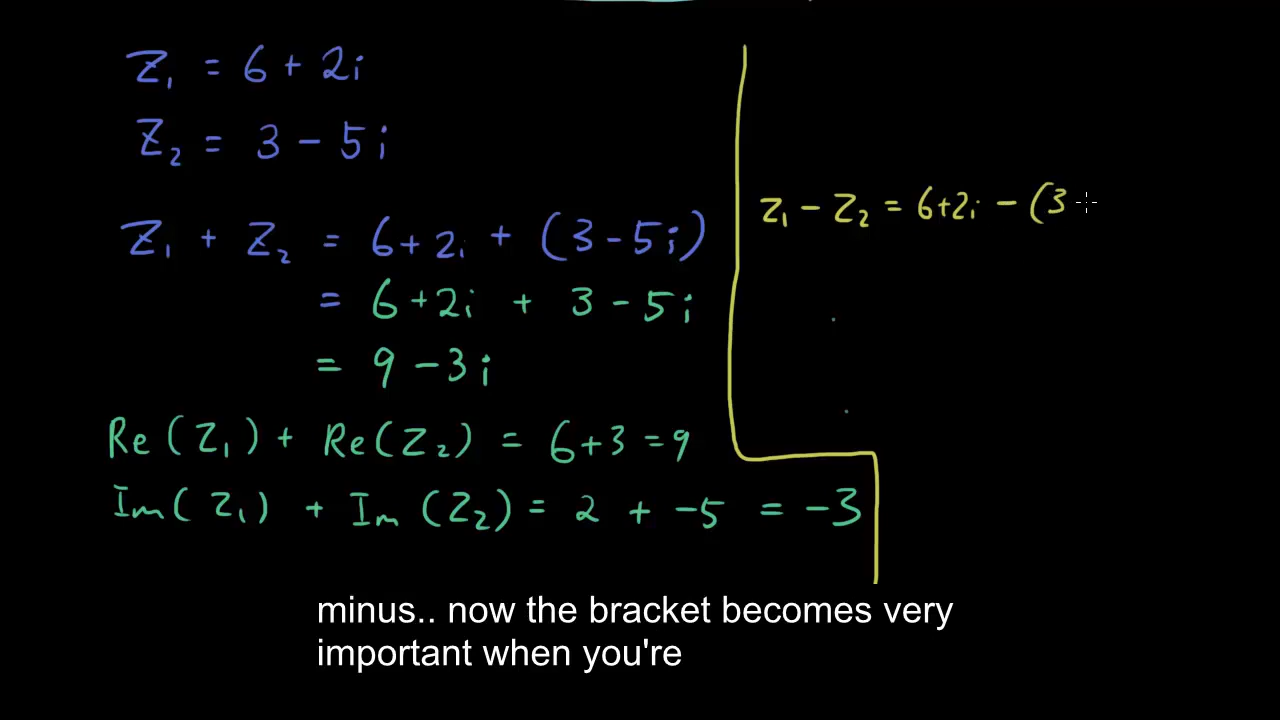 Z₁ = 6 + 2i
Z₂ = 3 - 5i
Z₁ + Z₂ = 6+2i + (3-5i)
= 6+2i + 3-5i
= 9-3i
Re(Z₁) + Re(Z₂) = 6+3=9
Im(Z₁) + Im(Z₂) = 2 + -5 = -3
Z₁ - Z₂ = 6+2i - (3 -
minus.. now the bracket becomes very
important when you're